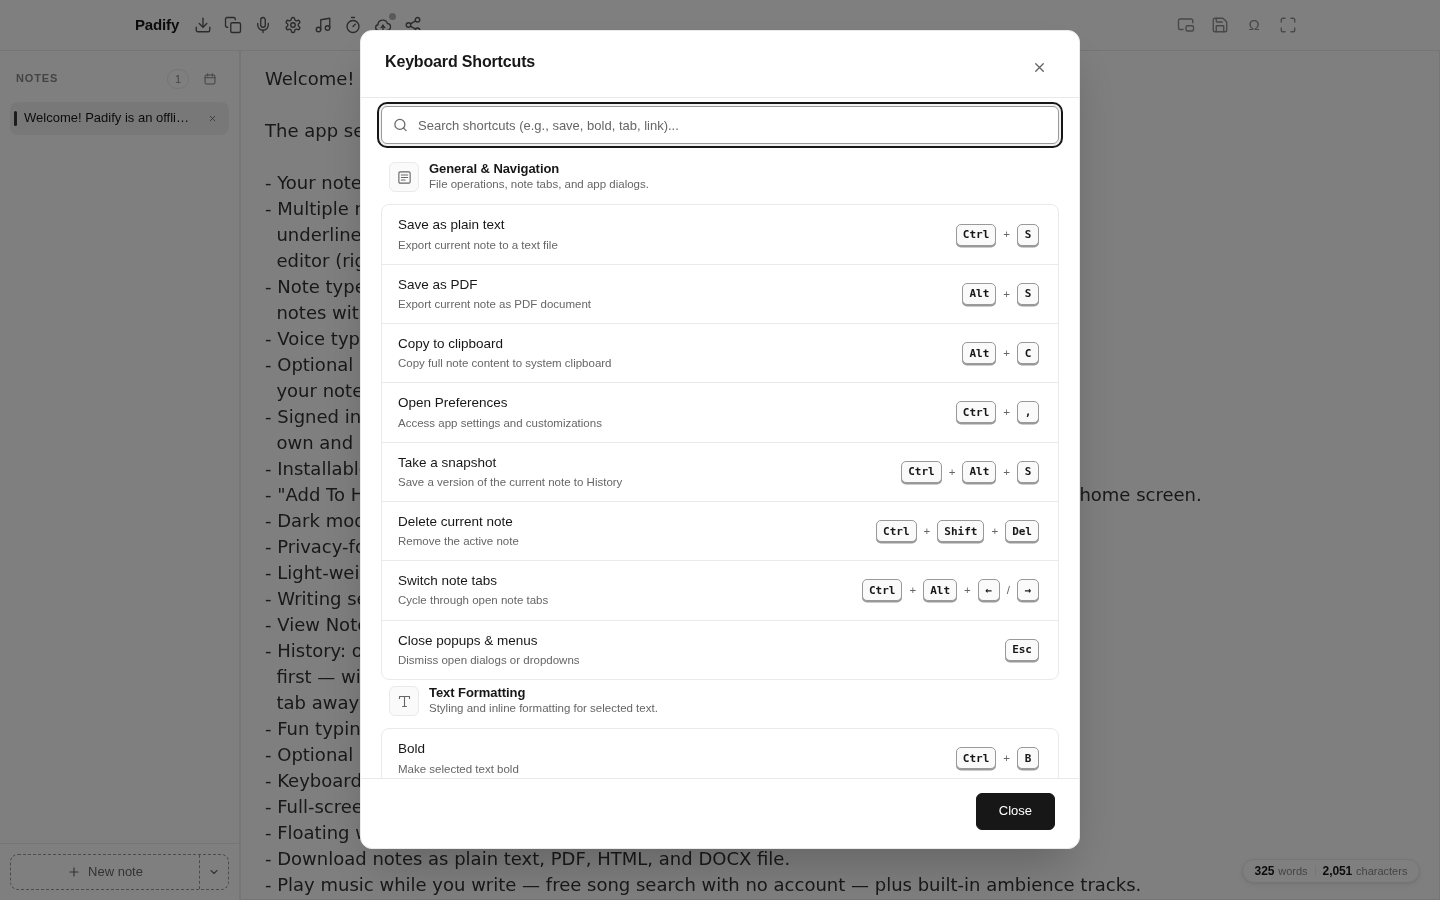 Padify
Ω
NOTES
1
Welcome! Padify is an offli...
New note
Welcome!
The app se
- Your note
- Multiple
underline
editor (rig
- Note type
notes wit
- Voice typ
- Optional
your note
- Signed in
own and
- Installabl
- "Add To H
home screen.
- Dark mod
- Privacy-fo
- Light-wei
- Writing se
- View Note
- History: o
first — wi
tab away
- Fun typin
- Optional
- Keyboard
- Full-scree
- Floating w
- Download notes as plain text, PDF, HTML, and DOCX file.
- Play music while you write — free song search with no account — plus built-in ambience tracks.
Keyboard Shortcuts
Search shortcuts (e.g., save, bold, tab, link)...
General & Navigation
File operations, note tabs, and app dialogs.
Save as plain text
Export current note to a text file
Ctrl + S
Save as PDF
Export current note as PDF document
Alt + S
Copy to clipboard
Copy full note content to system clipboard
Alt + C
Open Preferences
Access app settings and customizations
Ctrl + ,
Take a snapshot
Save a version of the current note to History
Ctrl + Alt + S
Delete current note
Remove the active note
Ctrl + Shift + Del
Switch note tabs
Cycle through open note tabs
Ctrl + Alt + ← / →
Close popups & menus
Dismiss open dialogs or dropdowns
Esc
Text Formatting
Styling and inline formatting for selected text.
Bold
Make selected text bold
Ctrl + B
Close
325 words | 2,051 characters